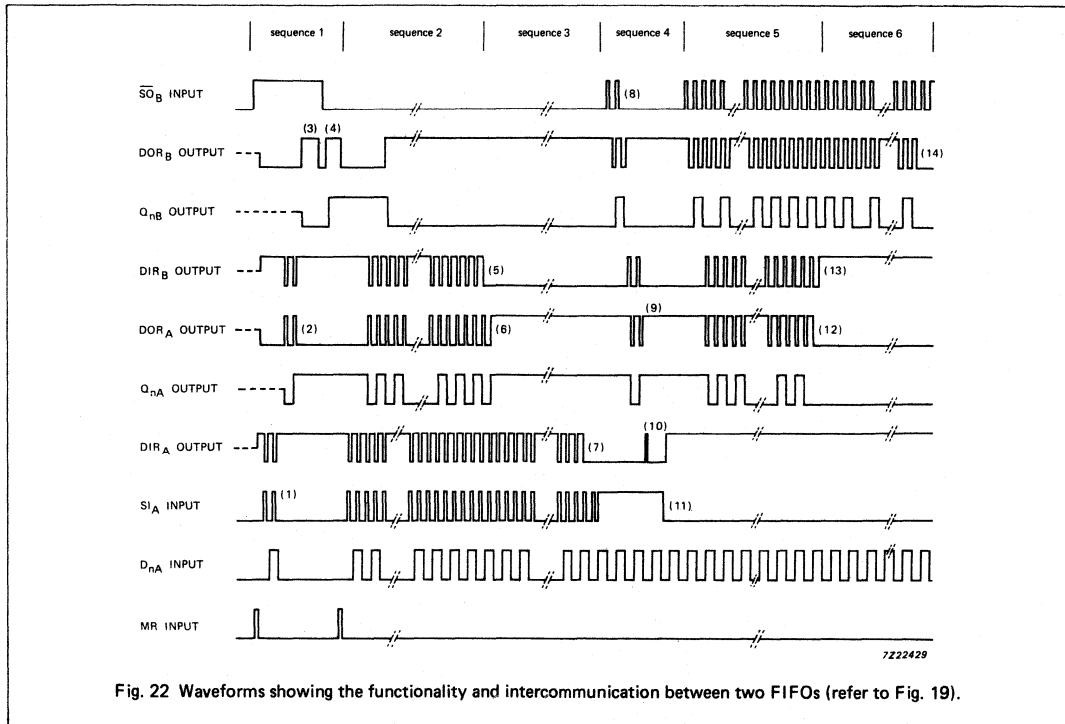 sequence 1 sequence 2 sequence 3 sequence 4 sequence 5 sequence 6
S̅O̅B INPUT (8)
(3) (4)
DORB OUTPUT (14)
QnB OUTPUT
DIRB OUTPUT (5) (13)
(9)
DORA OUTPUT (2) (6) (12)
QnA OUTPUT
(10)
DIRA OUTPUT (7)
SIA INPUT (1) (11)
DnA INPUT
MR INPUT
7Z22429
Fig. 22 Waveforms showing the functionality and intercommunication between two FIFOs (refer to Fig. 19).